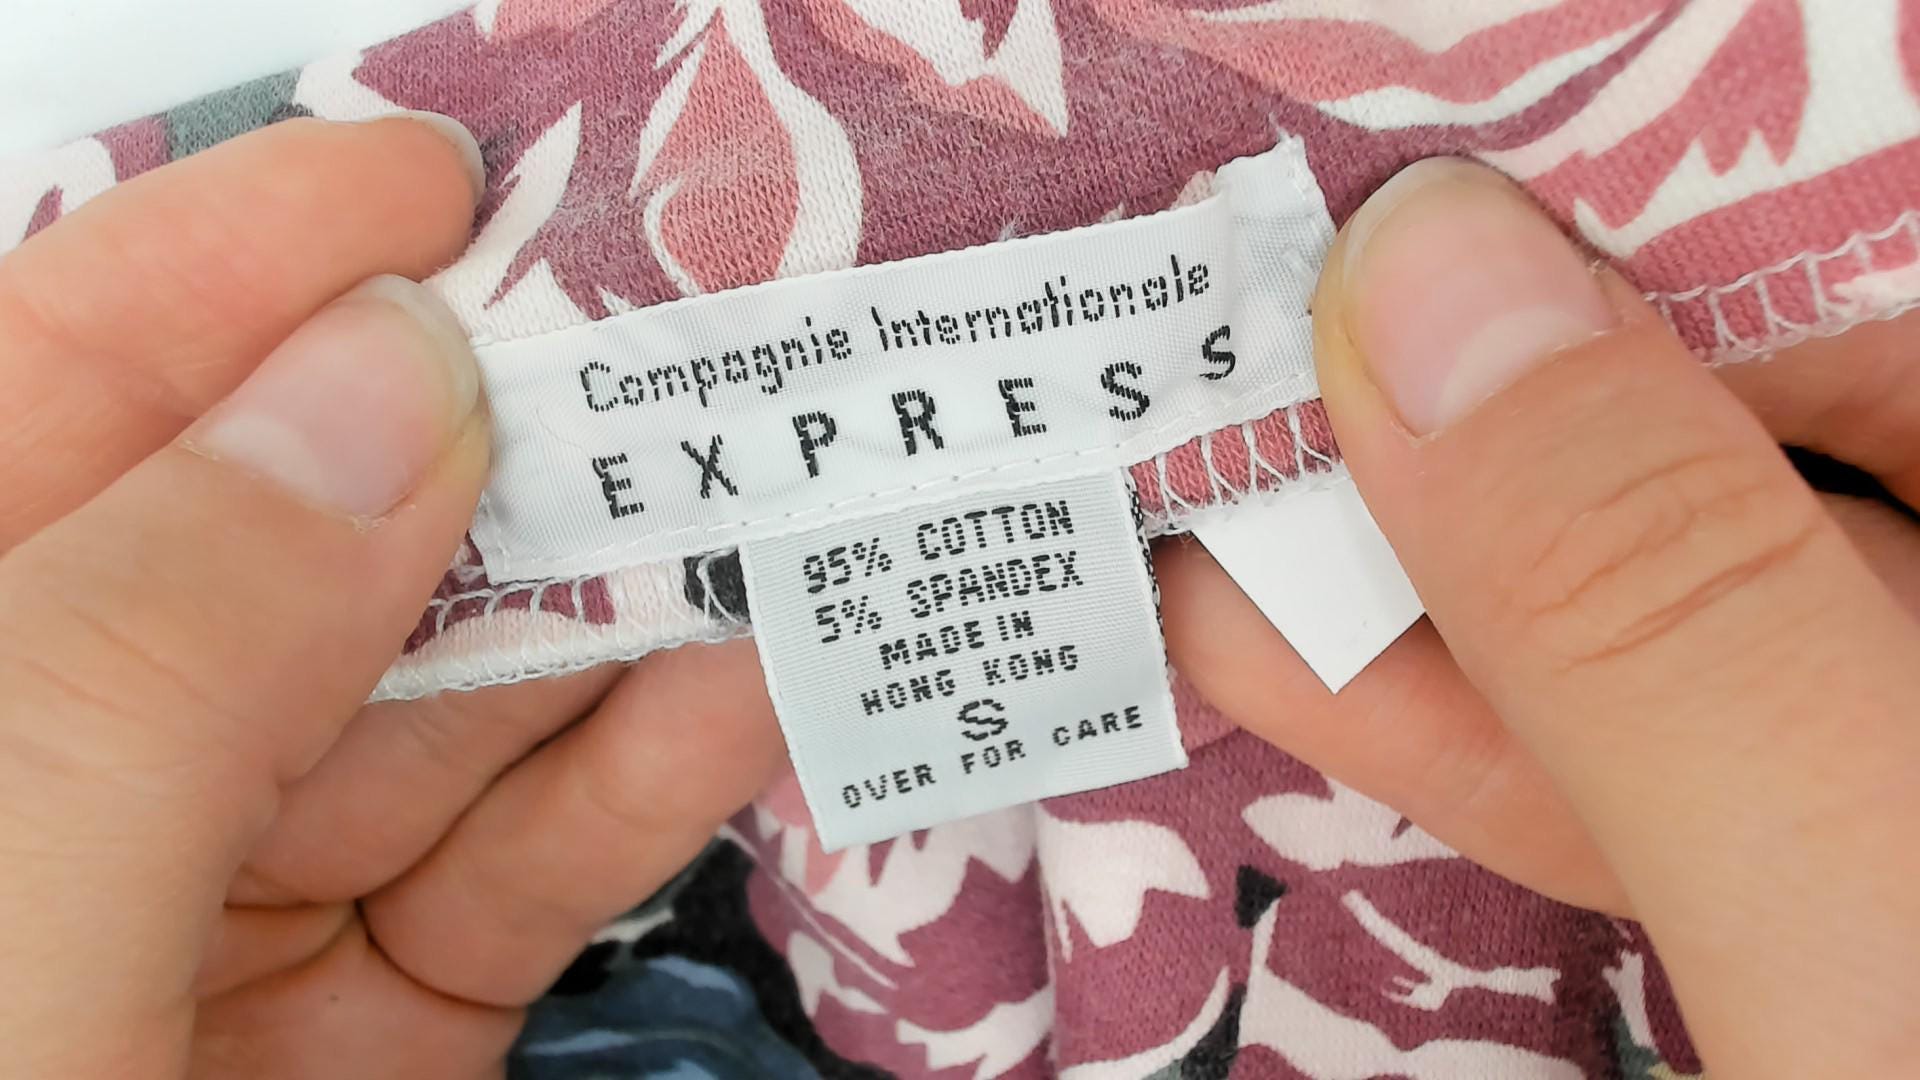 Compagnie Internationale
EXPRESS
95% COTTON
5% SPANDEX
MADE IN
HONG KONG
S
OVER FOR CARE